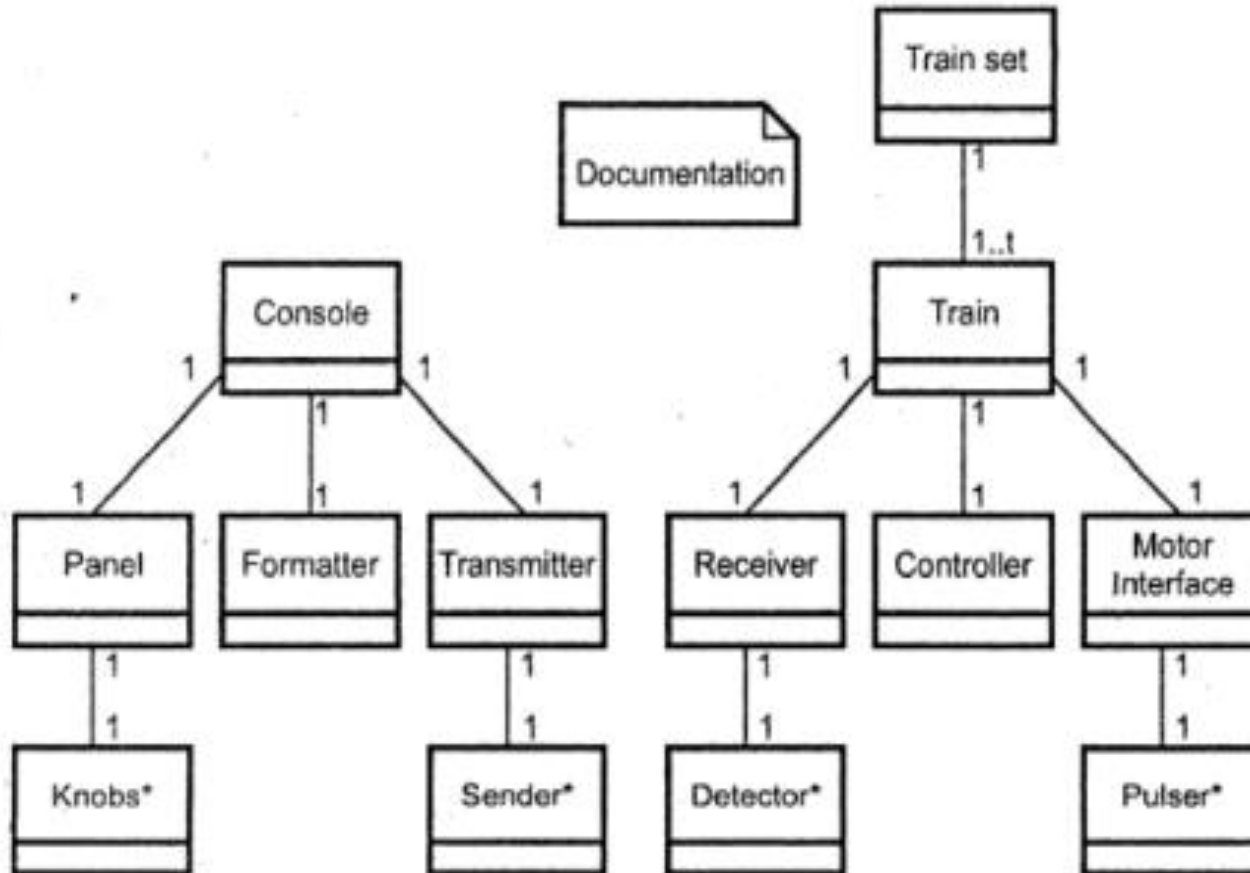 Train set
Documentation
1
1..t
Console
Train
1
1
1
1
1
1
1
1
1
1
1
1
Panel
Formatter
Transmitter
Receiver
Controller
Motor
Interface
1
1
1
1
1
1
1
1
Knobs*
Sender*
Detector*
Pulser*